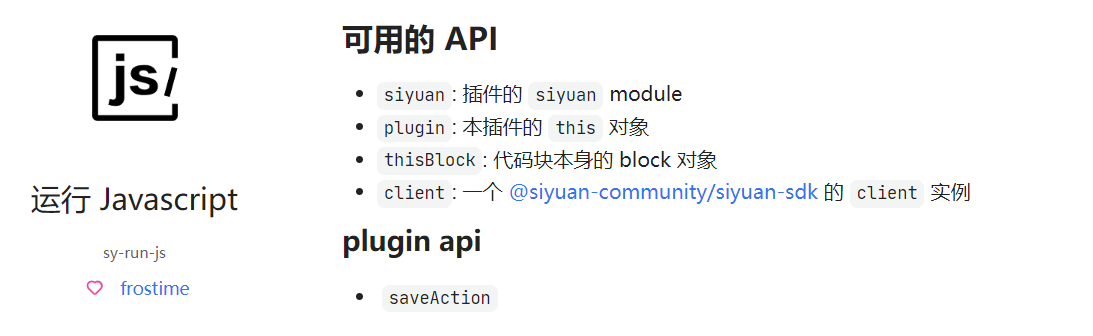 js
运行 Javascript
sy-run-js
frostime
可用的 API
siyuan: 插件的 siyuan module
plugin: 本插件的 this 对象
thisBlock: 代码块本身的 block 对象
client: 一个 @siyuan-community/siyuan-sdk 的 client 实例
plugin api
saveAction